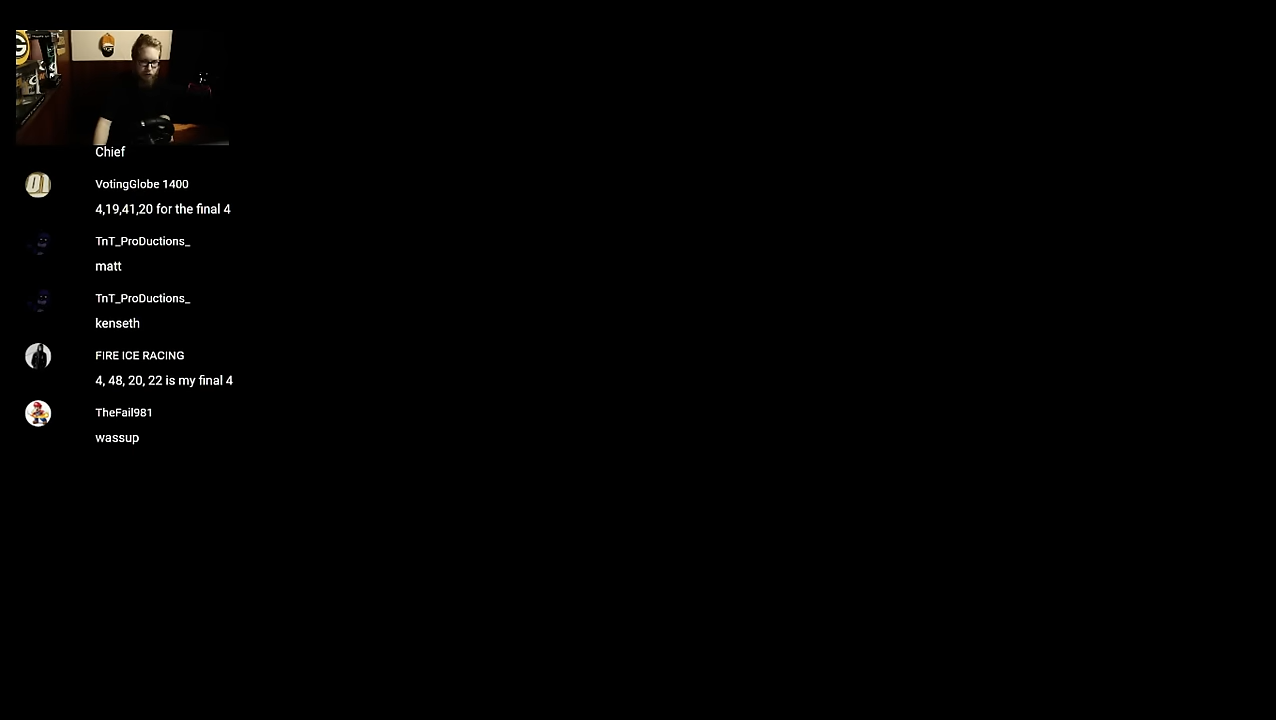 Chief
VotingGlobe 1400
4,19,41,20 for the final 4
TnT_ProDuctions_
matt
TnT_ProDuctions_
kenseth
FIRE ICE RACING
4, 48, 20, 22 is my final 4
TheFail981
wassup